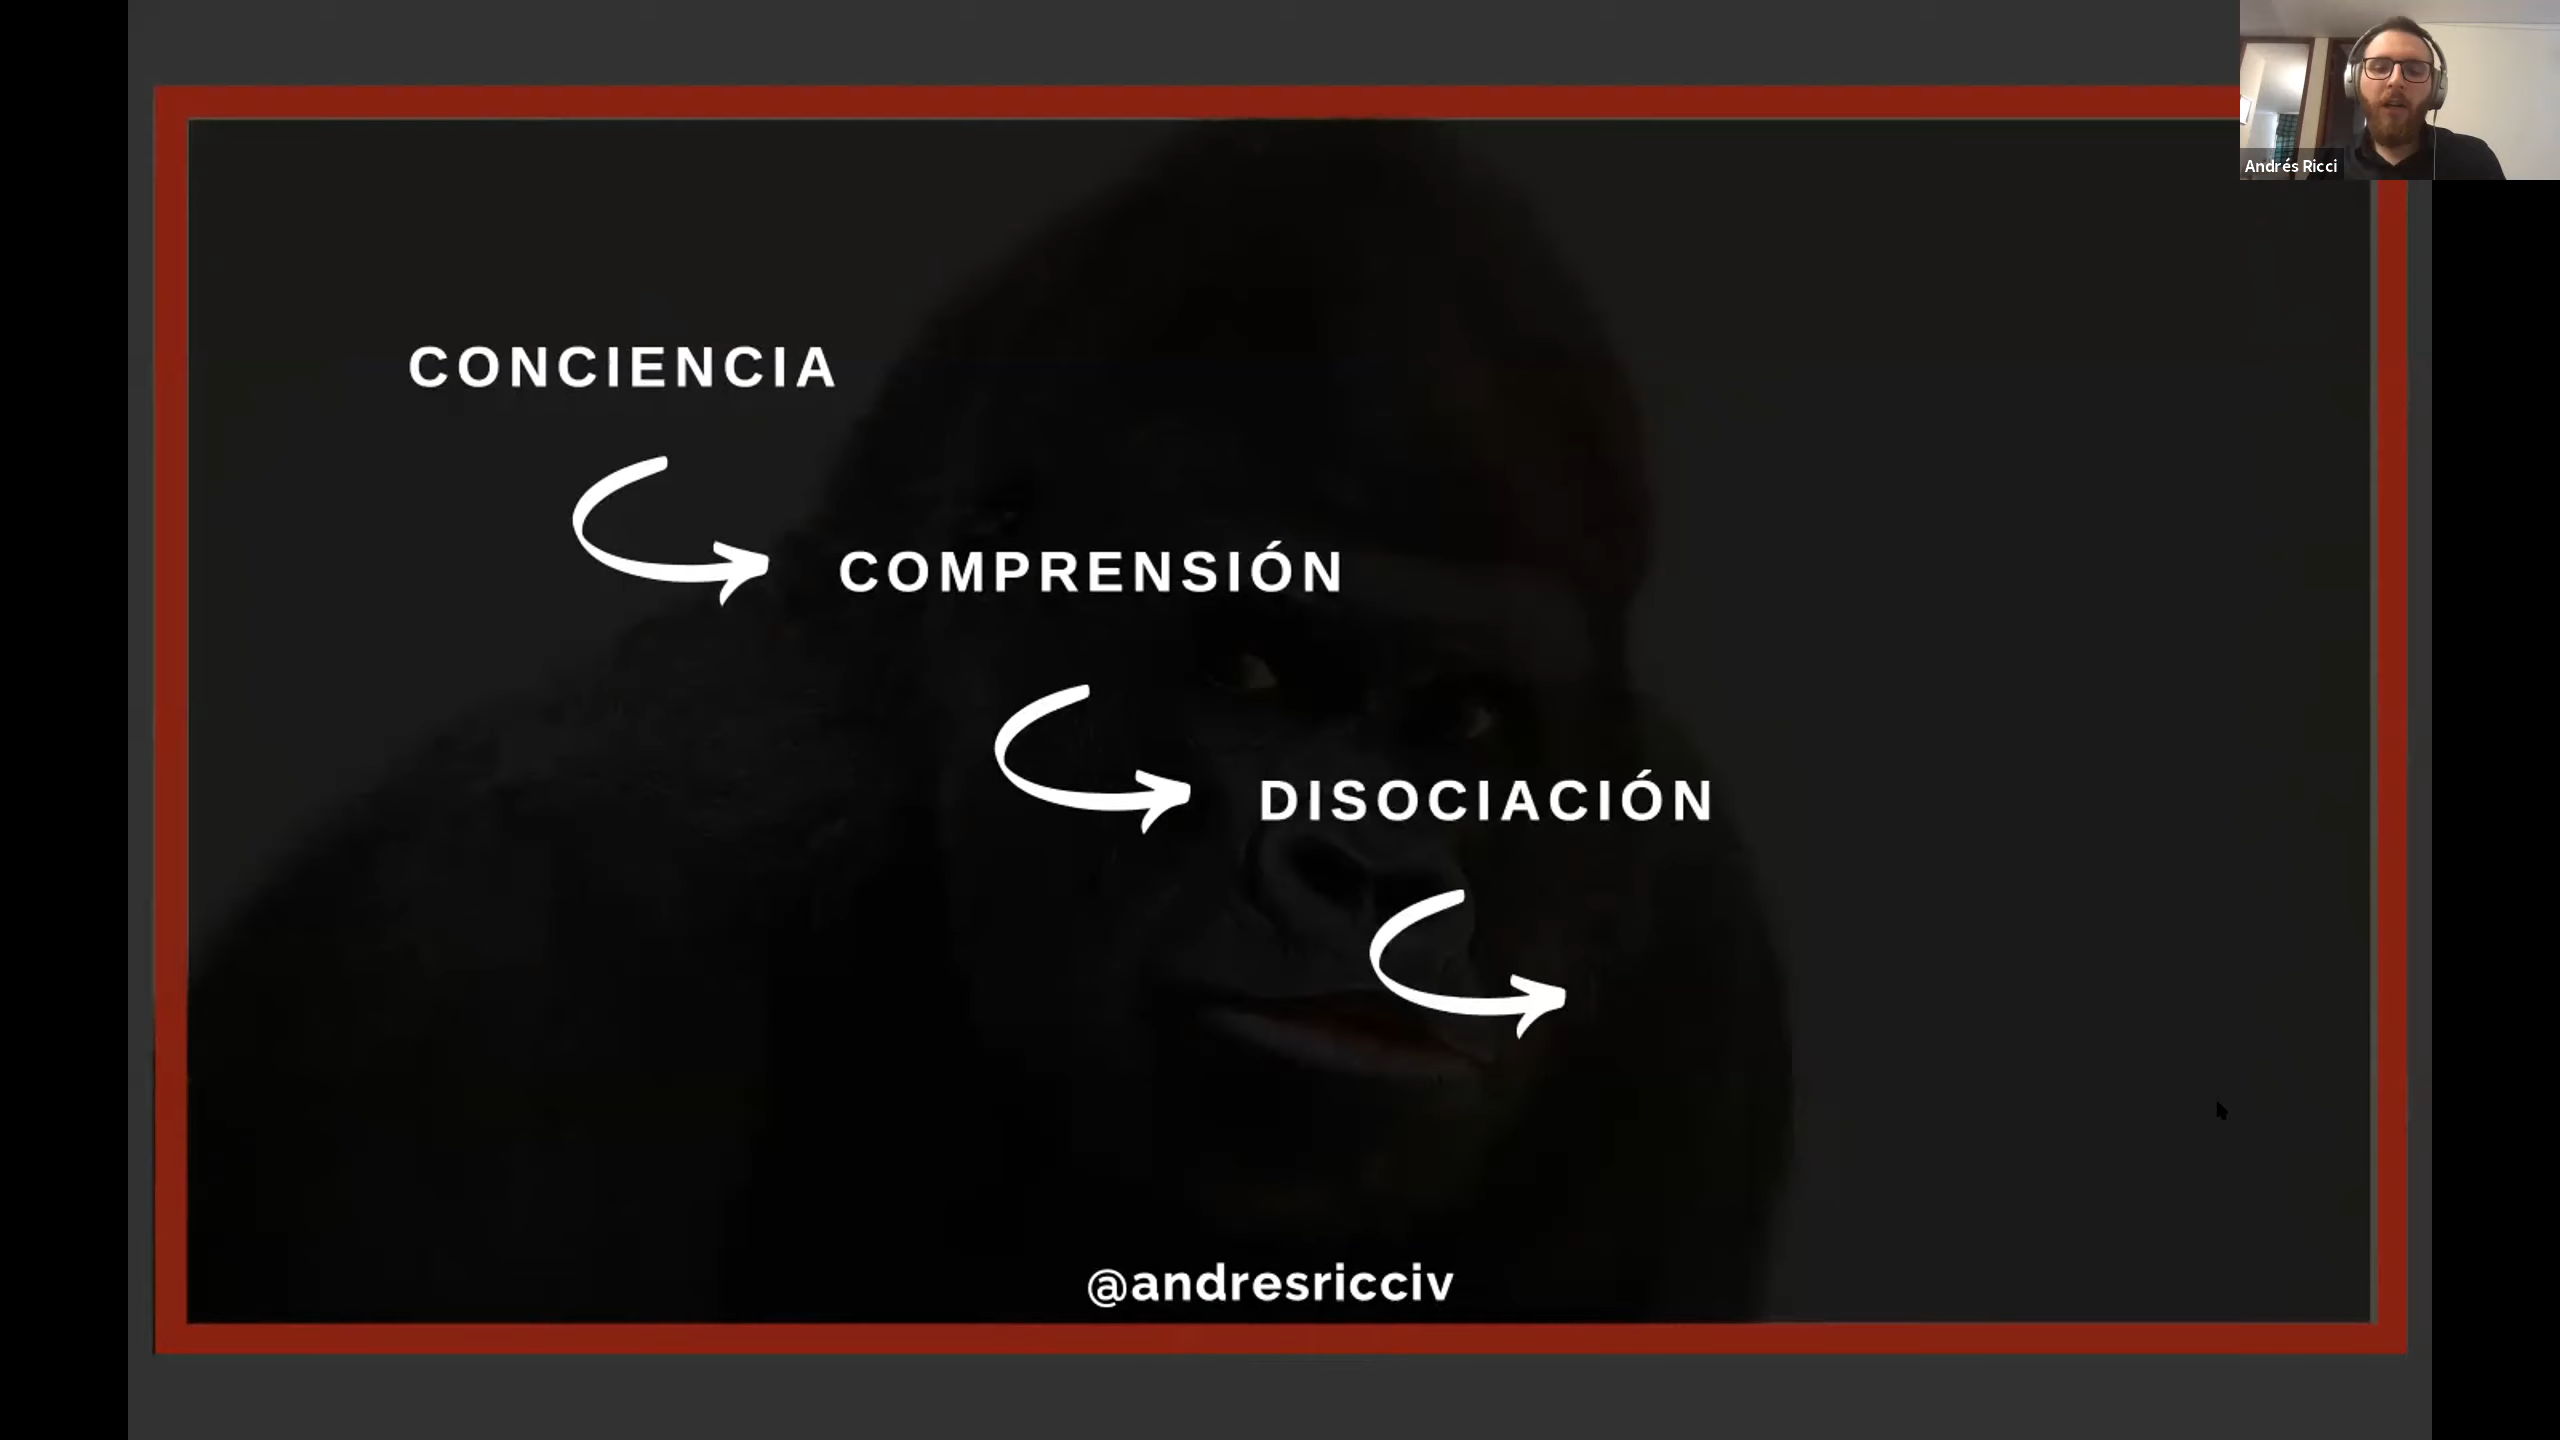 Andrés Ricci
CONCIENCIA
COMPRENSIÓN
DISOCIACIÓN
@andresricciv